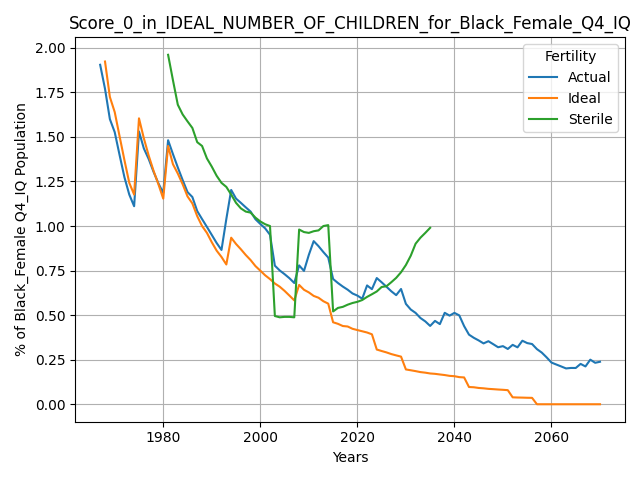 Score_0_in_IDEAL_NUMBER_OF_CHILDREN_for_Black_Female_Q4_IQ
% of Black_Female Q4_IQ Population
2.00
1.75
1.50
1.25
1.00
0.75
0.50
0.25
0.00
Fertility
Actual
Ideal
Sterile
1980 2000 2020 2040 2060
Years